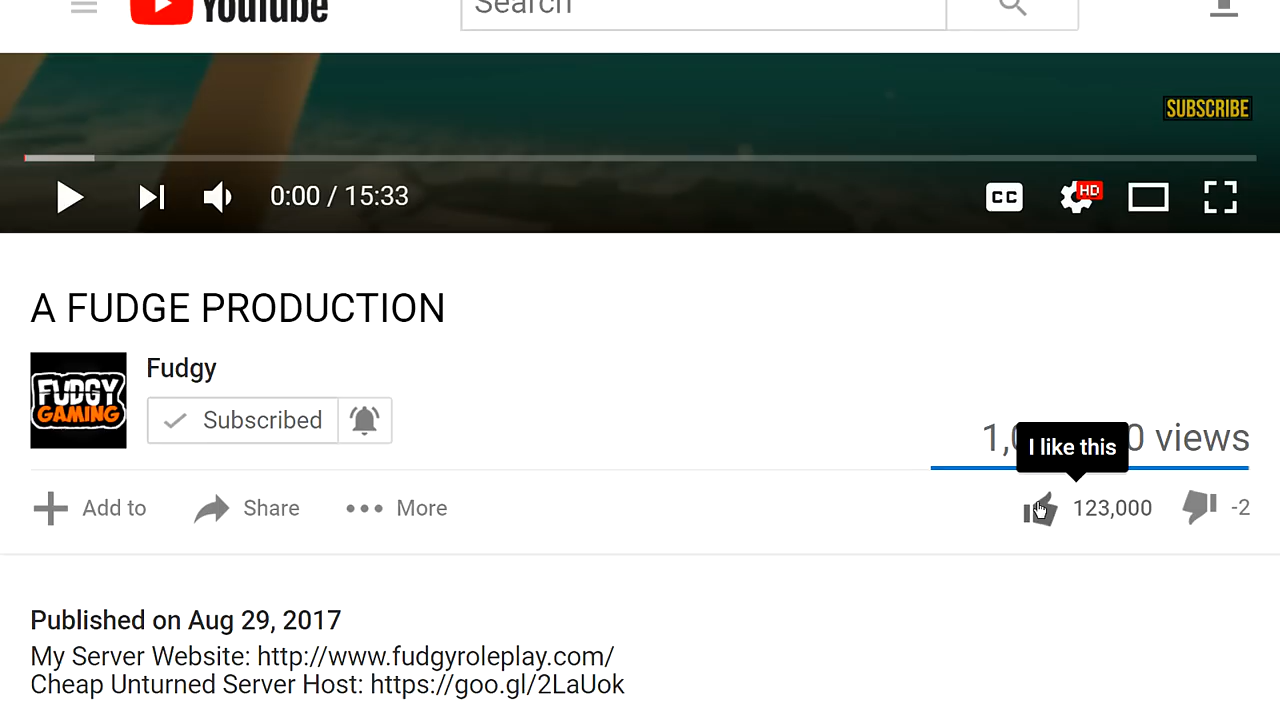 YouTube
Search
SUBSCRIBE
0:00 / 15:33
CC
HD
A FUDGE PRODUCTION
FUDGY
GAMING
Fudgy
Subscribed
views
I like this
Add to
Share
More
123,000
-2
Published on Aug 29, 2017
My Server Website: http://www.fudgyroleplay.com/
Cheap Unturned Server Host: https://goo.gl/2LaUok